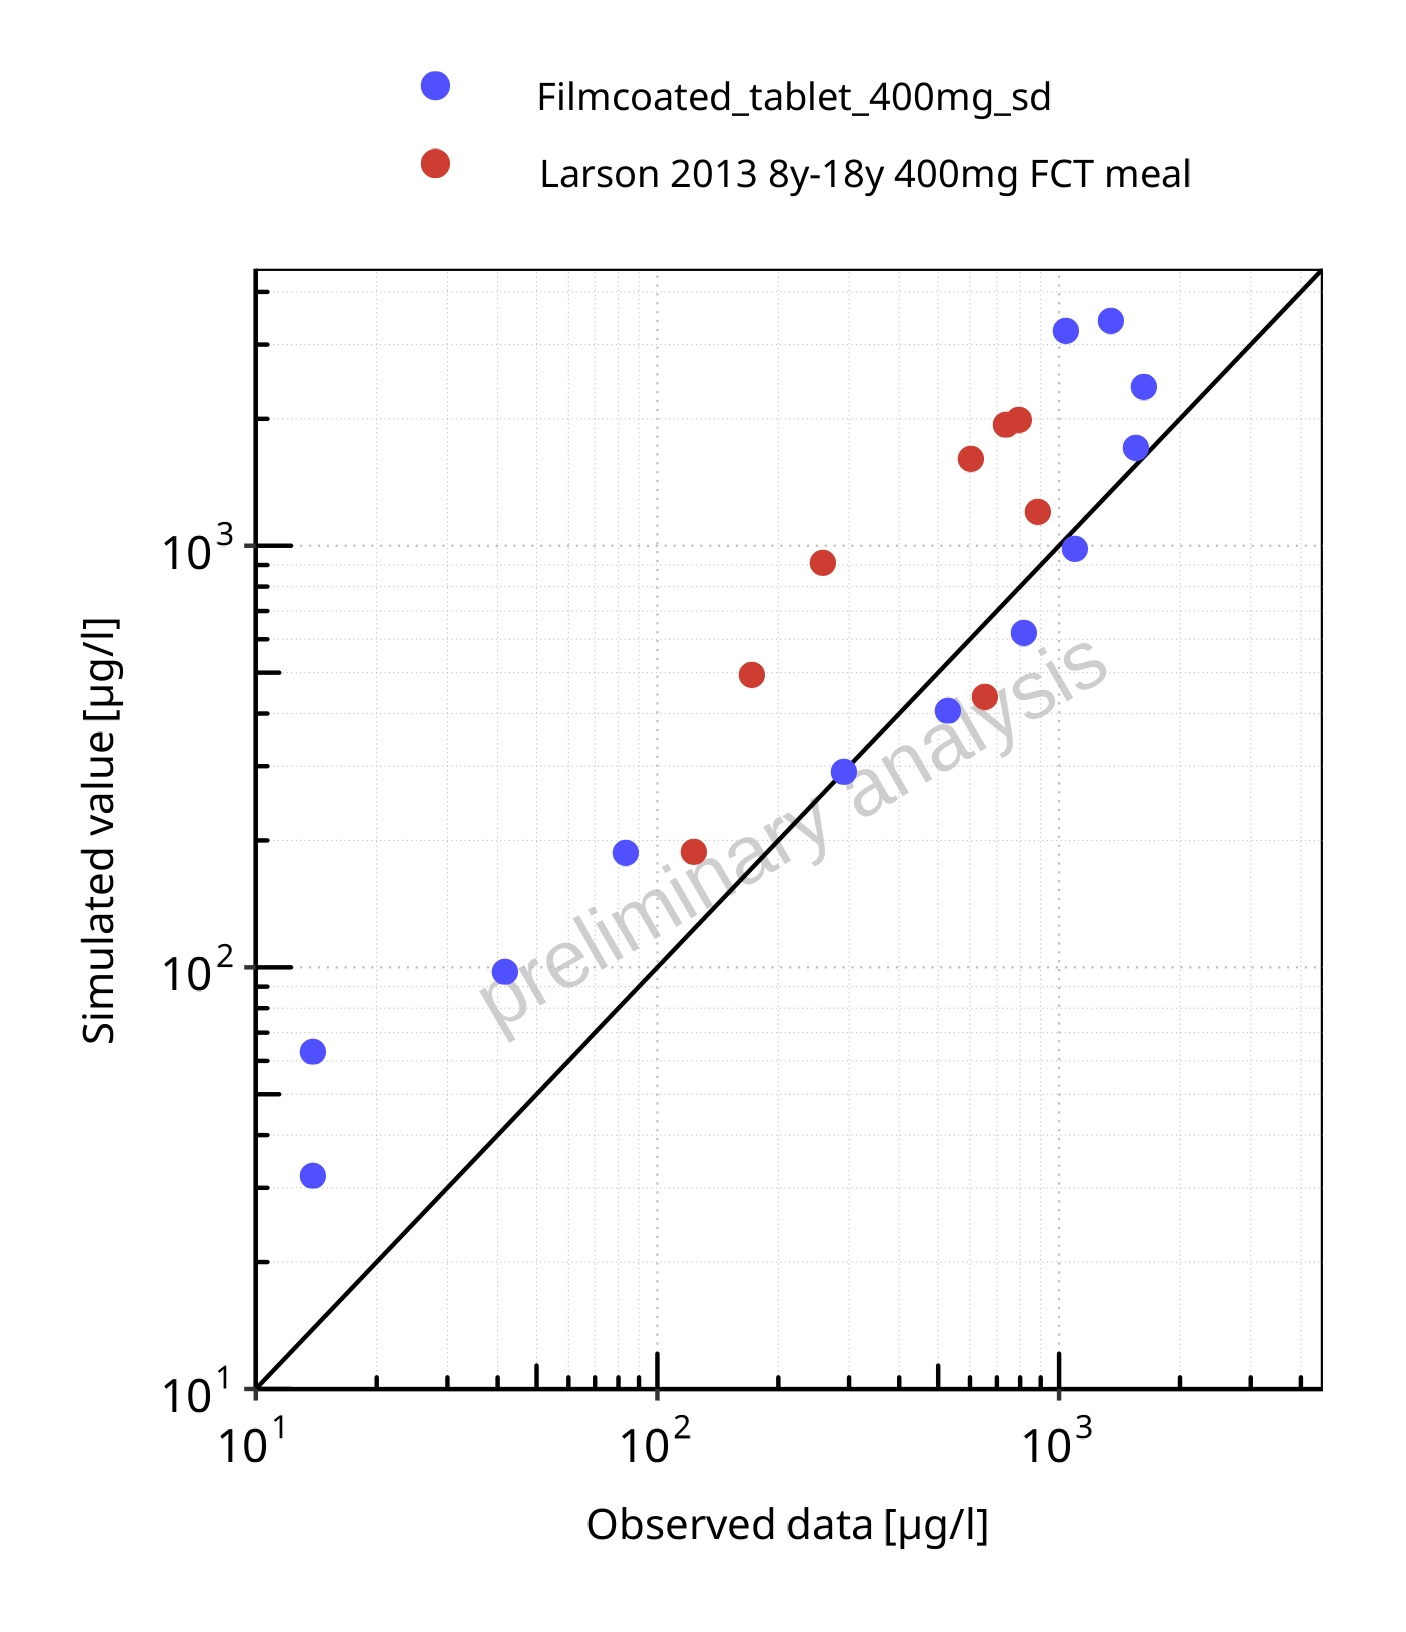 Filmcoated_tablet_400mg_sd
Larson 2013 8y-18y 400mg FCT meal
10³
10²
10¹
Simulated value [µg/l]
preliminary analysis
10¹ 10² 10³
Observed data [µg/l]